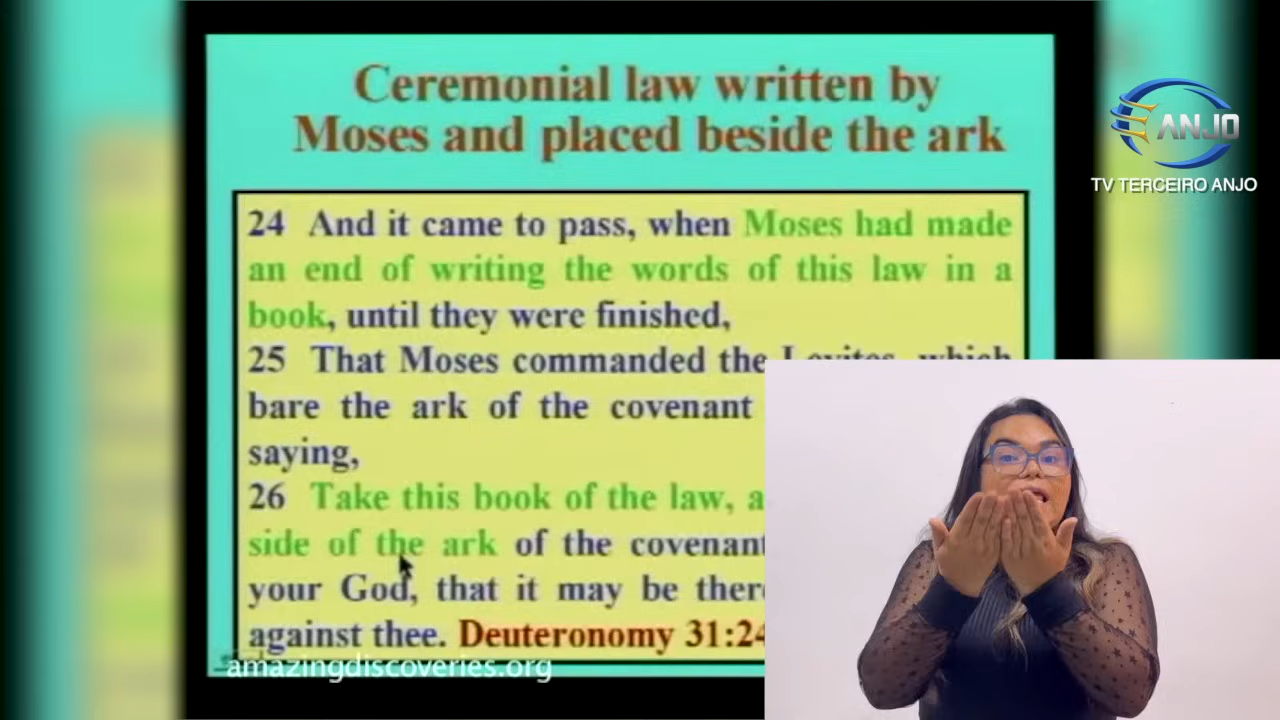 Ceremonial law written by
Moses and placed beside the ark
ANJO
TV TERCEIRO ANJO
24 And it came to pass, when Moses had made
an end of writing the words of this law in a
book, until they were finished,
25 That Moses commanded the Levites, which
bare the ark of the covenant
saying,
26 Take this book of the law, a
side of the ark of the covenant
your God, that it may be there
against thee. Deuteronomy 31:24
amazingdiscoveries.org